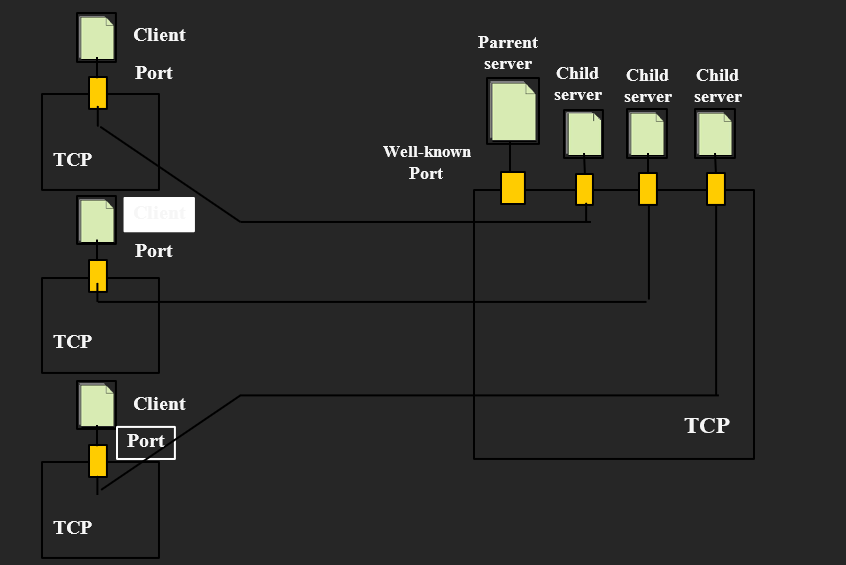 Client
Port
TCP
Client
Port
TCP
Client
Port
TCP
Parrent
server
Child
server
Child
server
Child
server
Well-known
Port
TCP